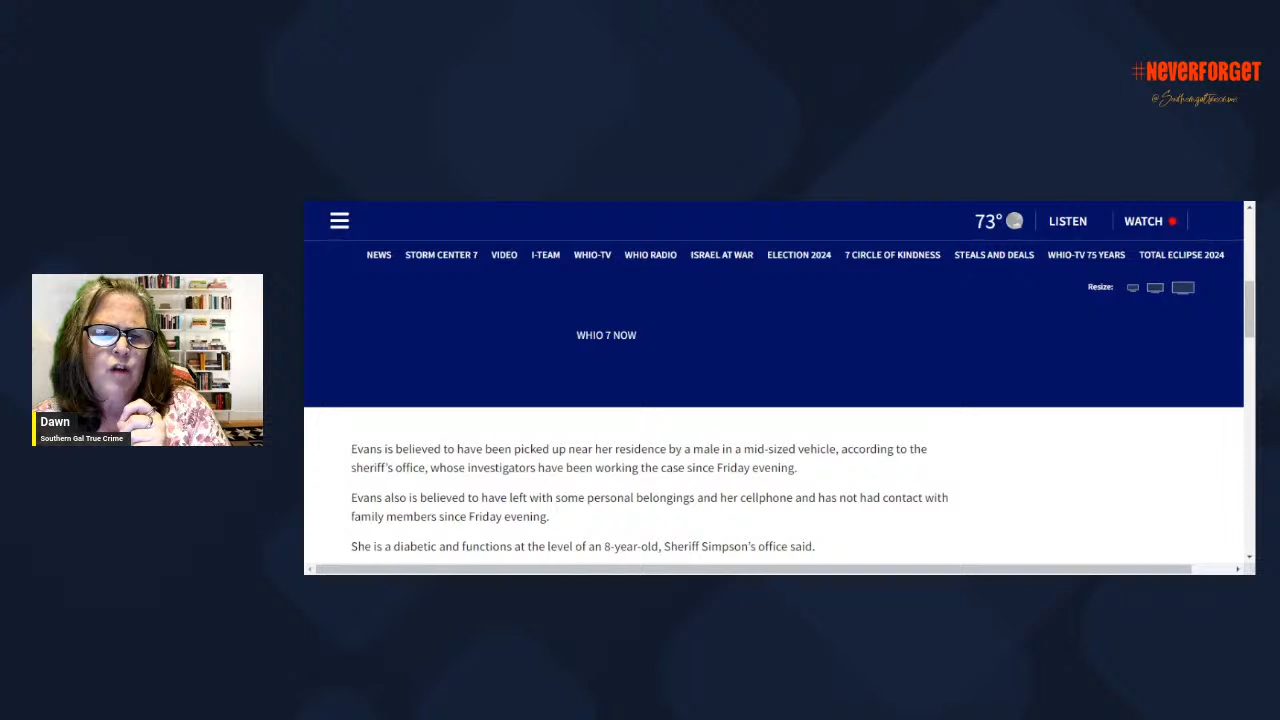 #NEVERFORGET
@Southerngaltruecrime
73°
LISTEN
WATCH
NEWS STORM CENTER 7 VIDEO I-TEAM WHIO-TV WHIO RADIO ISRAEL AT WAR ELECTION 2024 7 CIRCLE OF KINDNESS STEALS AND DEALS WHIO-TV 75 YEARS TOTAL ECLIPSE 2024
Resize:
WHIO 7 NOW
Dawn
Southern Gal True Crime
Evans is believed to have been picked up near her residence by a male in a mid-sized vehicle, according to the
sheriff's office, whose investigators have been working the case since Friday evening.
Evans also is believed to have left with some personal belongings and her cellphone and has not had contact with
family members since Friday evening.
She is a diabetic and functions at the level of an 8-year-old, Sheriff Simpson's office said.